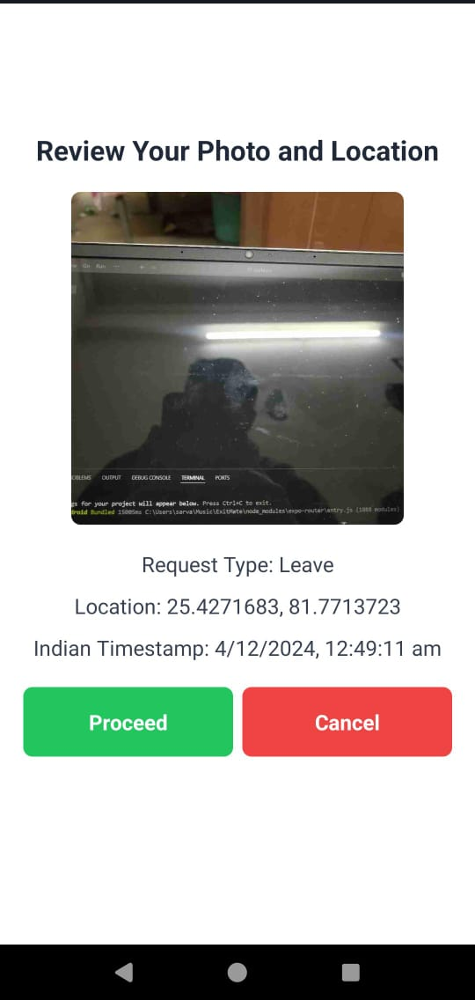 Review Your Photo and Location
Go Run ...
OBLEMS OUTPUT DEBUG CONSOLE TERMINAL PORTS
gs for your project will appear below. Press Ctrl+C to exit.
droid Bundled 15005ms C:\Users\sarva\Music\ExitMate\node_modules\expo-router\entry.js (1088 modules)
Request Type: Leave
Location: 25.4271683, 81.7713723
Indian Timestamp: 4/12/2024, 12:49:11 am
Proceed Cancel